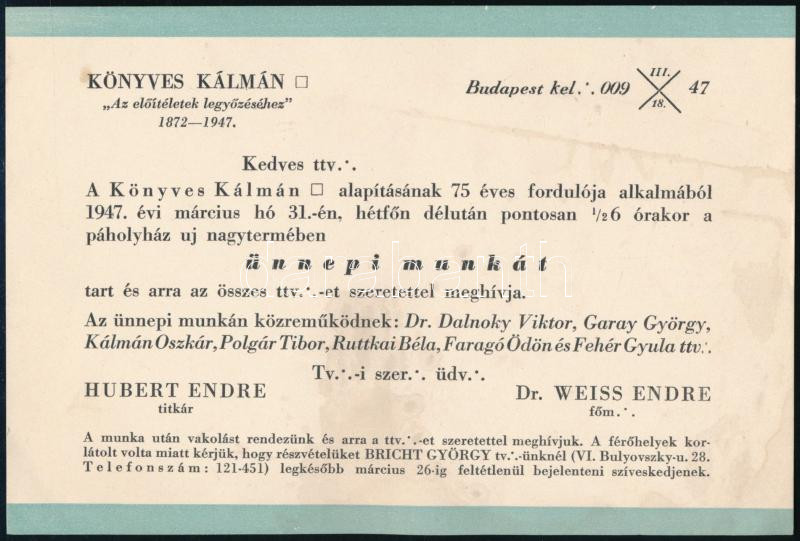 KÖNYVES KÁLMÁN □
„Az előítéletek legyőzéséhez"
1872—1947.
Budapest kel.∴ 009 III. 18. 47
Kedves ttv.∴
A Könyves Kálmán □ alapításának 75 éves fordulója alkalmából
1947. évi március hó 31.-én, hétfőn délután pontosan ½6 órakor a
páholyház uj nagytermében
ünnepi munkát
tart és arra az összes ttv.∴-et szeretettel meghívja.
Az ünnepi munkán közreműködnek: Dr. Dalnoky Viktor, Garay György,
Kálmán Oszkár, Polgár Tibor, Ruttkai Béla, Faragó Ödön és Fehér Gyula ttv.∴
Tv.∴-i szer.∴ üdv.∴
HUBERT ENDRE
titkár
Dr. WEISS ENDRE
főm.∴
A munka után vakolást rendezünk és arra a ttv.∴-et szeretettel meghívjuk. A férőhelyek kor-
látolt volta miatt kérjük, hogy részvételüket BRICHT GYÖRGY tv.∴-ünknél (VI. Bulyovszky-u. 28.
Telefonszám: 121-451) legkésőbb március 26-ig feltétlenül bejelenteni szíveskedjenek.
darabanth